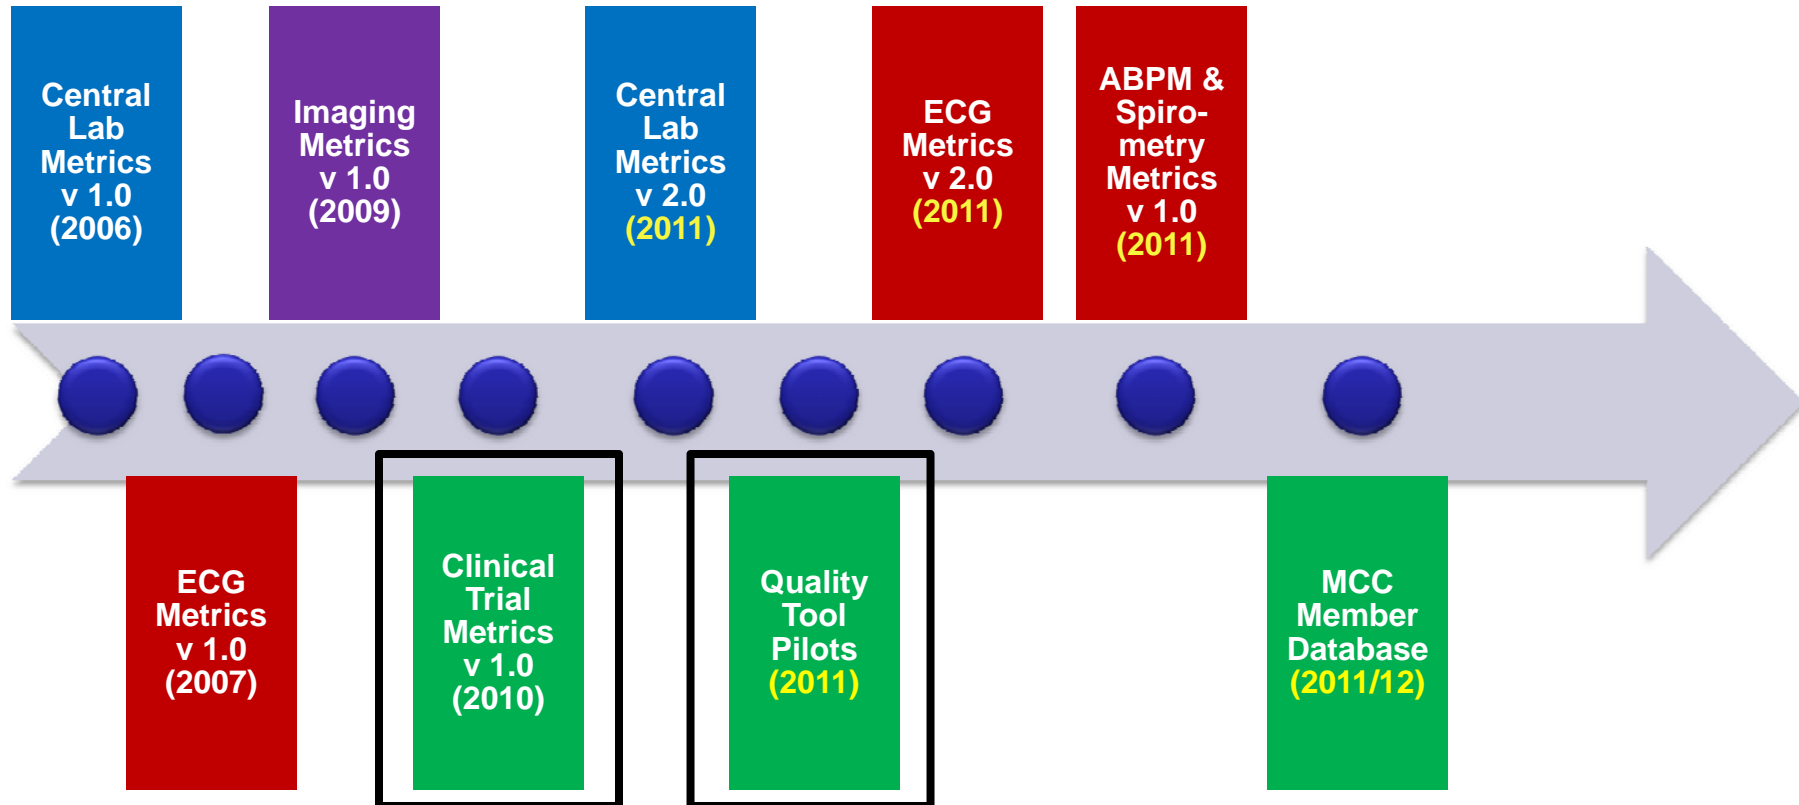 Central
Lab
Metrics
v 1.0
(2006)
Imaging
Metrics
v 1.0
(2009)
Central
Lab
Metrics
v 2.0
(2011)
ECG
Metrics
v 2.0
(2011)
ABPM &
Spiro-
metry
Metrics
v 1.0
(2011)
ECG
Metrics
v 1.0
(2007)
Clinical
Trial
Metrics
v 1.0
(2010)
Quality
Tool
Pilots
(2011)
MCC
Member
Database
(2011/12)